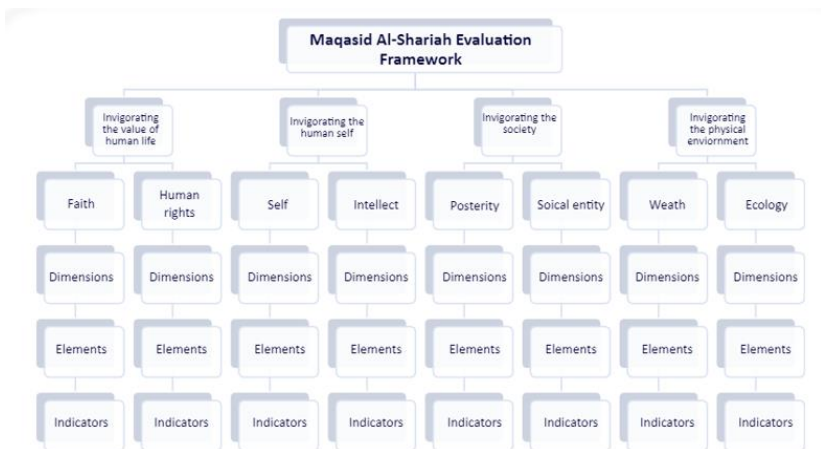 Maqasid Al-Shariah Evaluation
Framework
Invigorating
the value of
human life
Invigorating the
human self
Invigorating the
society
Invigorating
the physical
enviornment
Faith
Human
rights
Self
Intellect
Posterity
Soical entity
Weath
Ecology
Dimensions
Dimensions
Dimensions
Dimensions
Dimensions
Dimensions
Dimensions
Dimensions
Elements
Elements
Elements
Elements
Elements
Elements
Elements
Elements
Indicators
Indicators
Indicators
Indicators
Indicators
Indicators
Indicators
Indicators